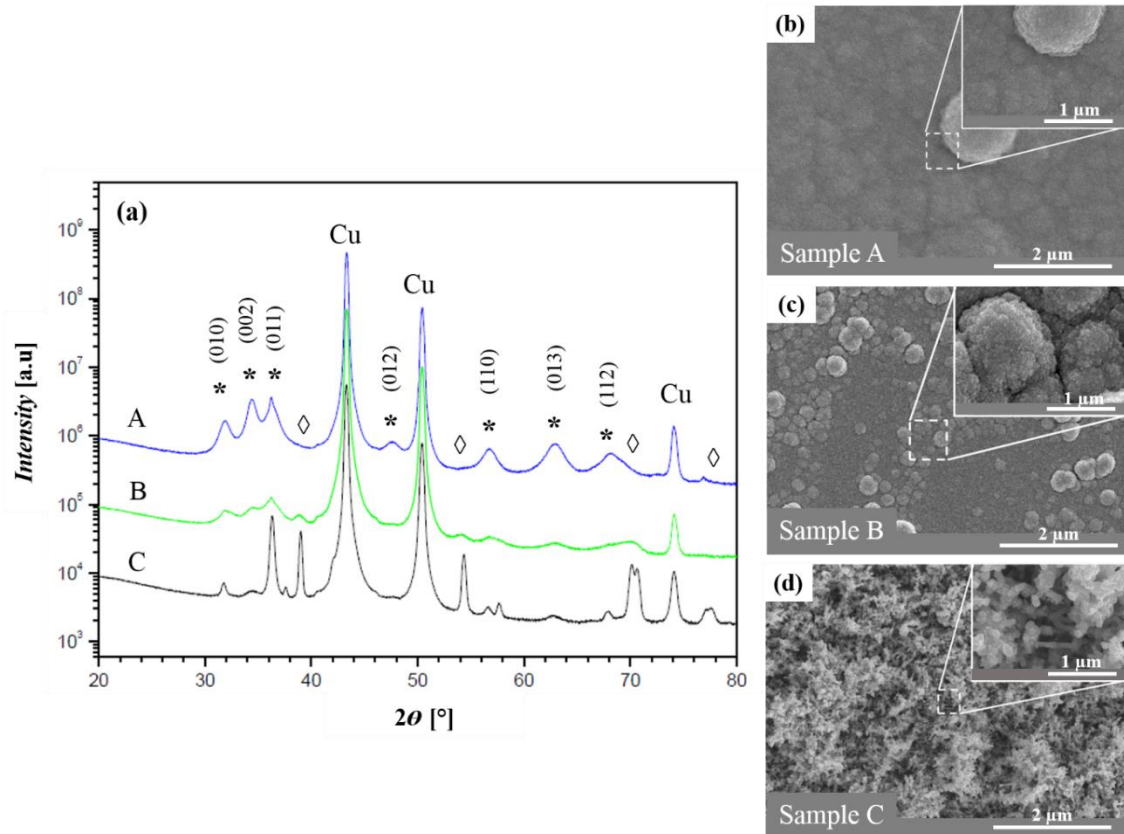 (a)
Intensity [a.u]
10⁹
10⁸
10⁷
10⁶
10⁵
10⁴
10³
(010)
(002)
(011)
(012)
(110)
(013)
(112)
* * * * * * *
◊ ◊ ◊ ◊
Cu
Cu
Cu
A
B
C
20 30 40 50 60 70 80
2θ [°]
(b)
1 µm
Sample A
2 µm
(c)
1 µm
Sample B
2 µm
(d)
1 µm
Sample C
2 µm